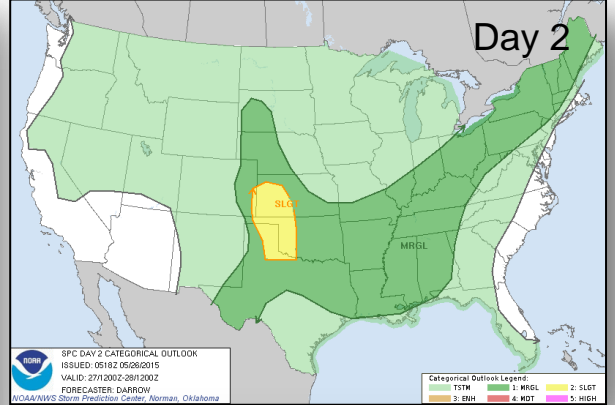 Day 2
SLGT
MRGL
NOAA
SPC DAY 2 CATEGORICAL OUTLOOK
ISSUED: 0518Z 05/26/2015
VALID: 27/1200Z-28/1200Z
FORECASTER: DARROW
NOAA/NWS Storm Prediction Center, Norman, Oklahoma
Categorical Outlook Legend:
TSTM 1: MRGL 2: SLGT
3: ENH 4: MDT 5: HIGH